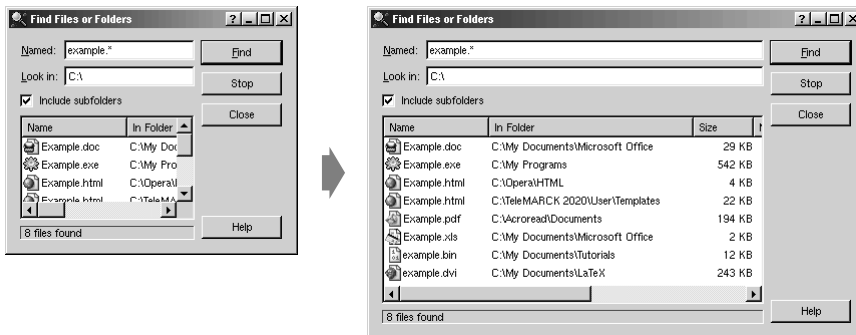 Find Files or Folders
Named: example.*
Find
Look in: C:\
Stop
Include subfolders
Close
Name In Folder
Example.doc C:\My Doc
Example.exe C:\My Pro
Example.html C:\Opera\
Example.html C:\TeleMA
8 files found
Help
Find Files or Folders
Named: example.*
Find
Look in: C:\
Stop
Include subfolders
Close
Name In Folder Size
Example.doc C:\My Documents\Microsoft Office 29 KB
Example.exe C:\My Programs 542 KB
Example.html C:\Opera\HTML 4 KB
Example.html C:\TeleMARCK 2020\User\Templates 22 KB
Example.pdf C:\Acroread\Documents 194 KB
Example.xls C:\My Documents\Microsoft Office 2 KB
example.bin C:\My Documents\Tutorials 12 KB
example.dvi C:\My Documents\LaTeX 243 KB
8 files found
Help